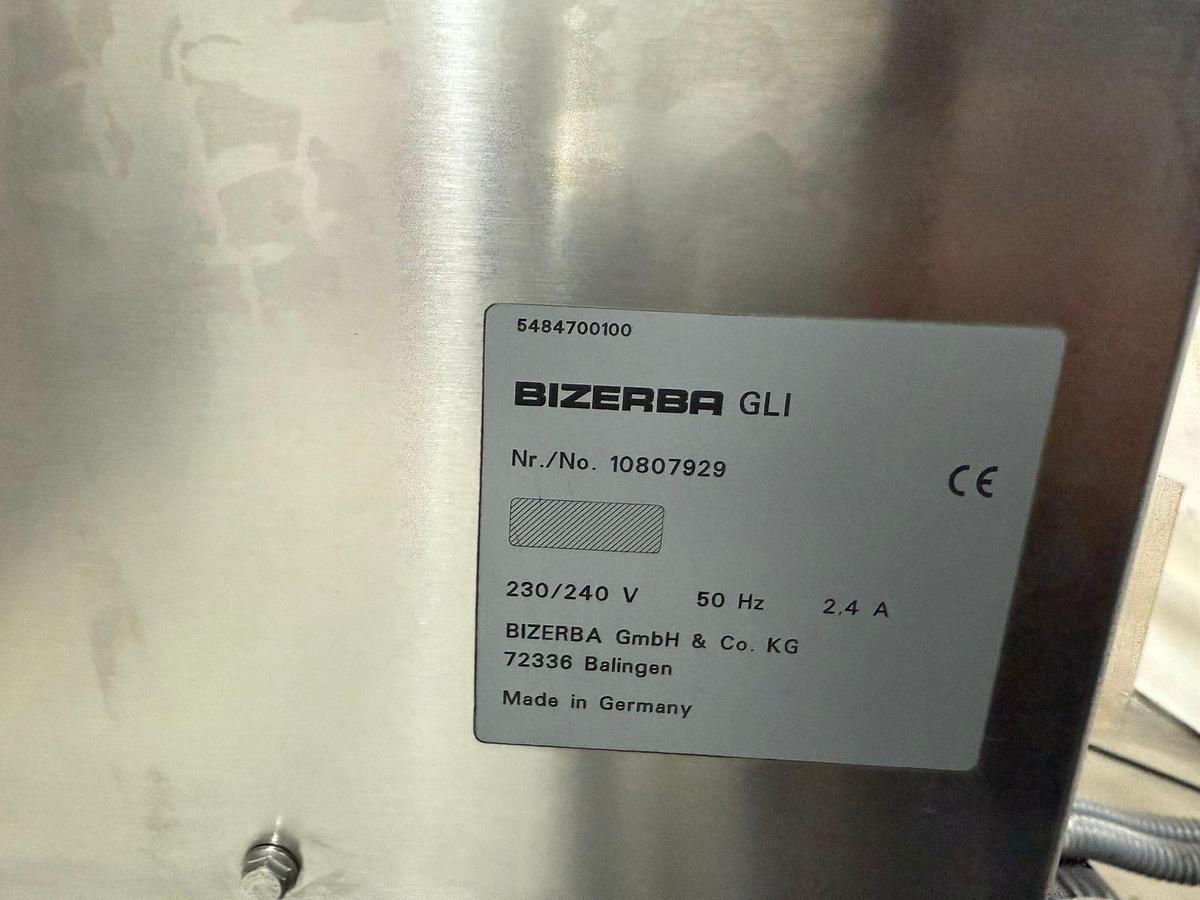 5484700100
BIZERBA GLI
Nr./No. 10807929
CE
230/240 V 50 Hz 2,4 A
BIZERBA GmbH & Co. KG
72336 Balingen
Made in Germany